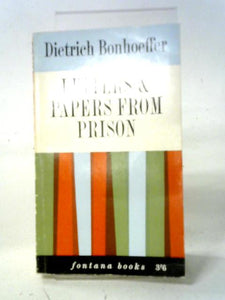 Dietrich Bonhoeffer
LETTERS &
PAPERS FROM
PRISON
fontana books 3'6